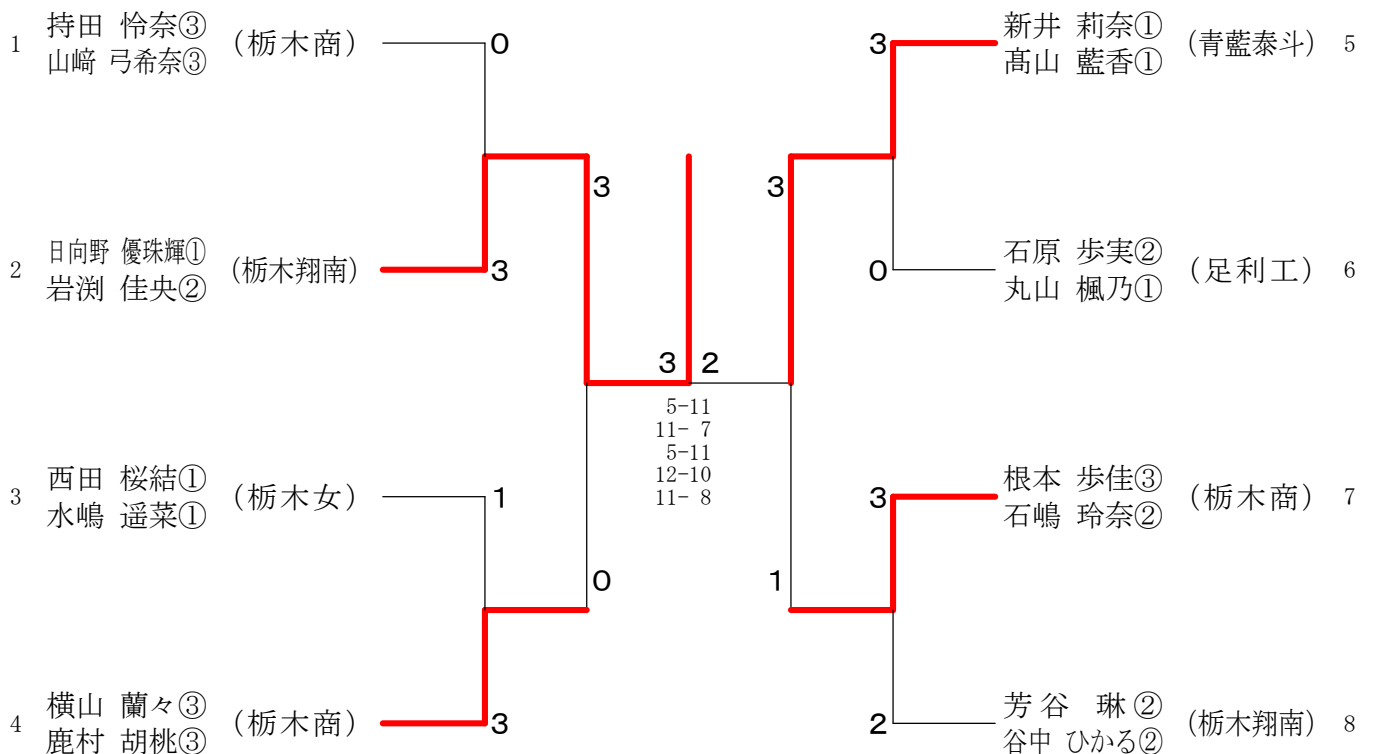 1 持田 怜奈③ (栃木商) 0
山﨑 弓希奈③
2 日向野 優珠輝① (栃木翔南) 3
岩渕 佳央②
3 西田 桜結① (栃木女) 1
水嶋 遥菜①
4 横山 蘭々③ (栃木商) 3
鹿村 胡桃③
3
0
3 2
5-11
11- 7
5-11
12-10
11- 8
3
1
3 新井 莉奈① (青藍泰斗) 5
髙山 藍香①
0 石原 歩実② (足利工) 6
丸山 楓乃①
3 根本 歩佳③ (栃木商) 7
石嶋 玲奈②
2 芳谷 琳② (栃木翔南) 8
谷中 ひかる②